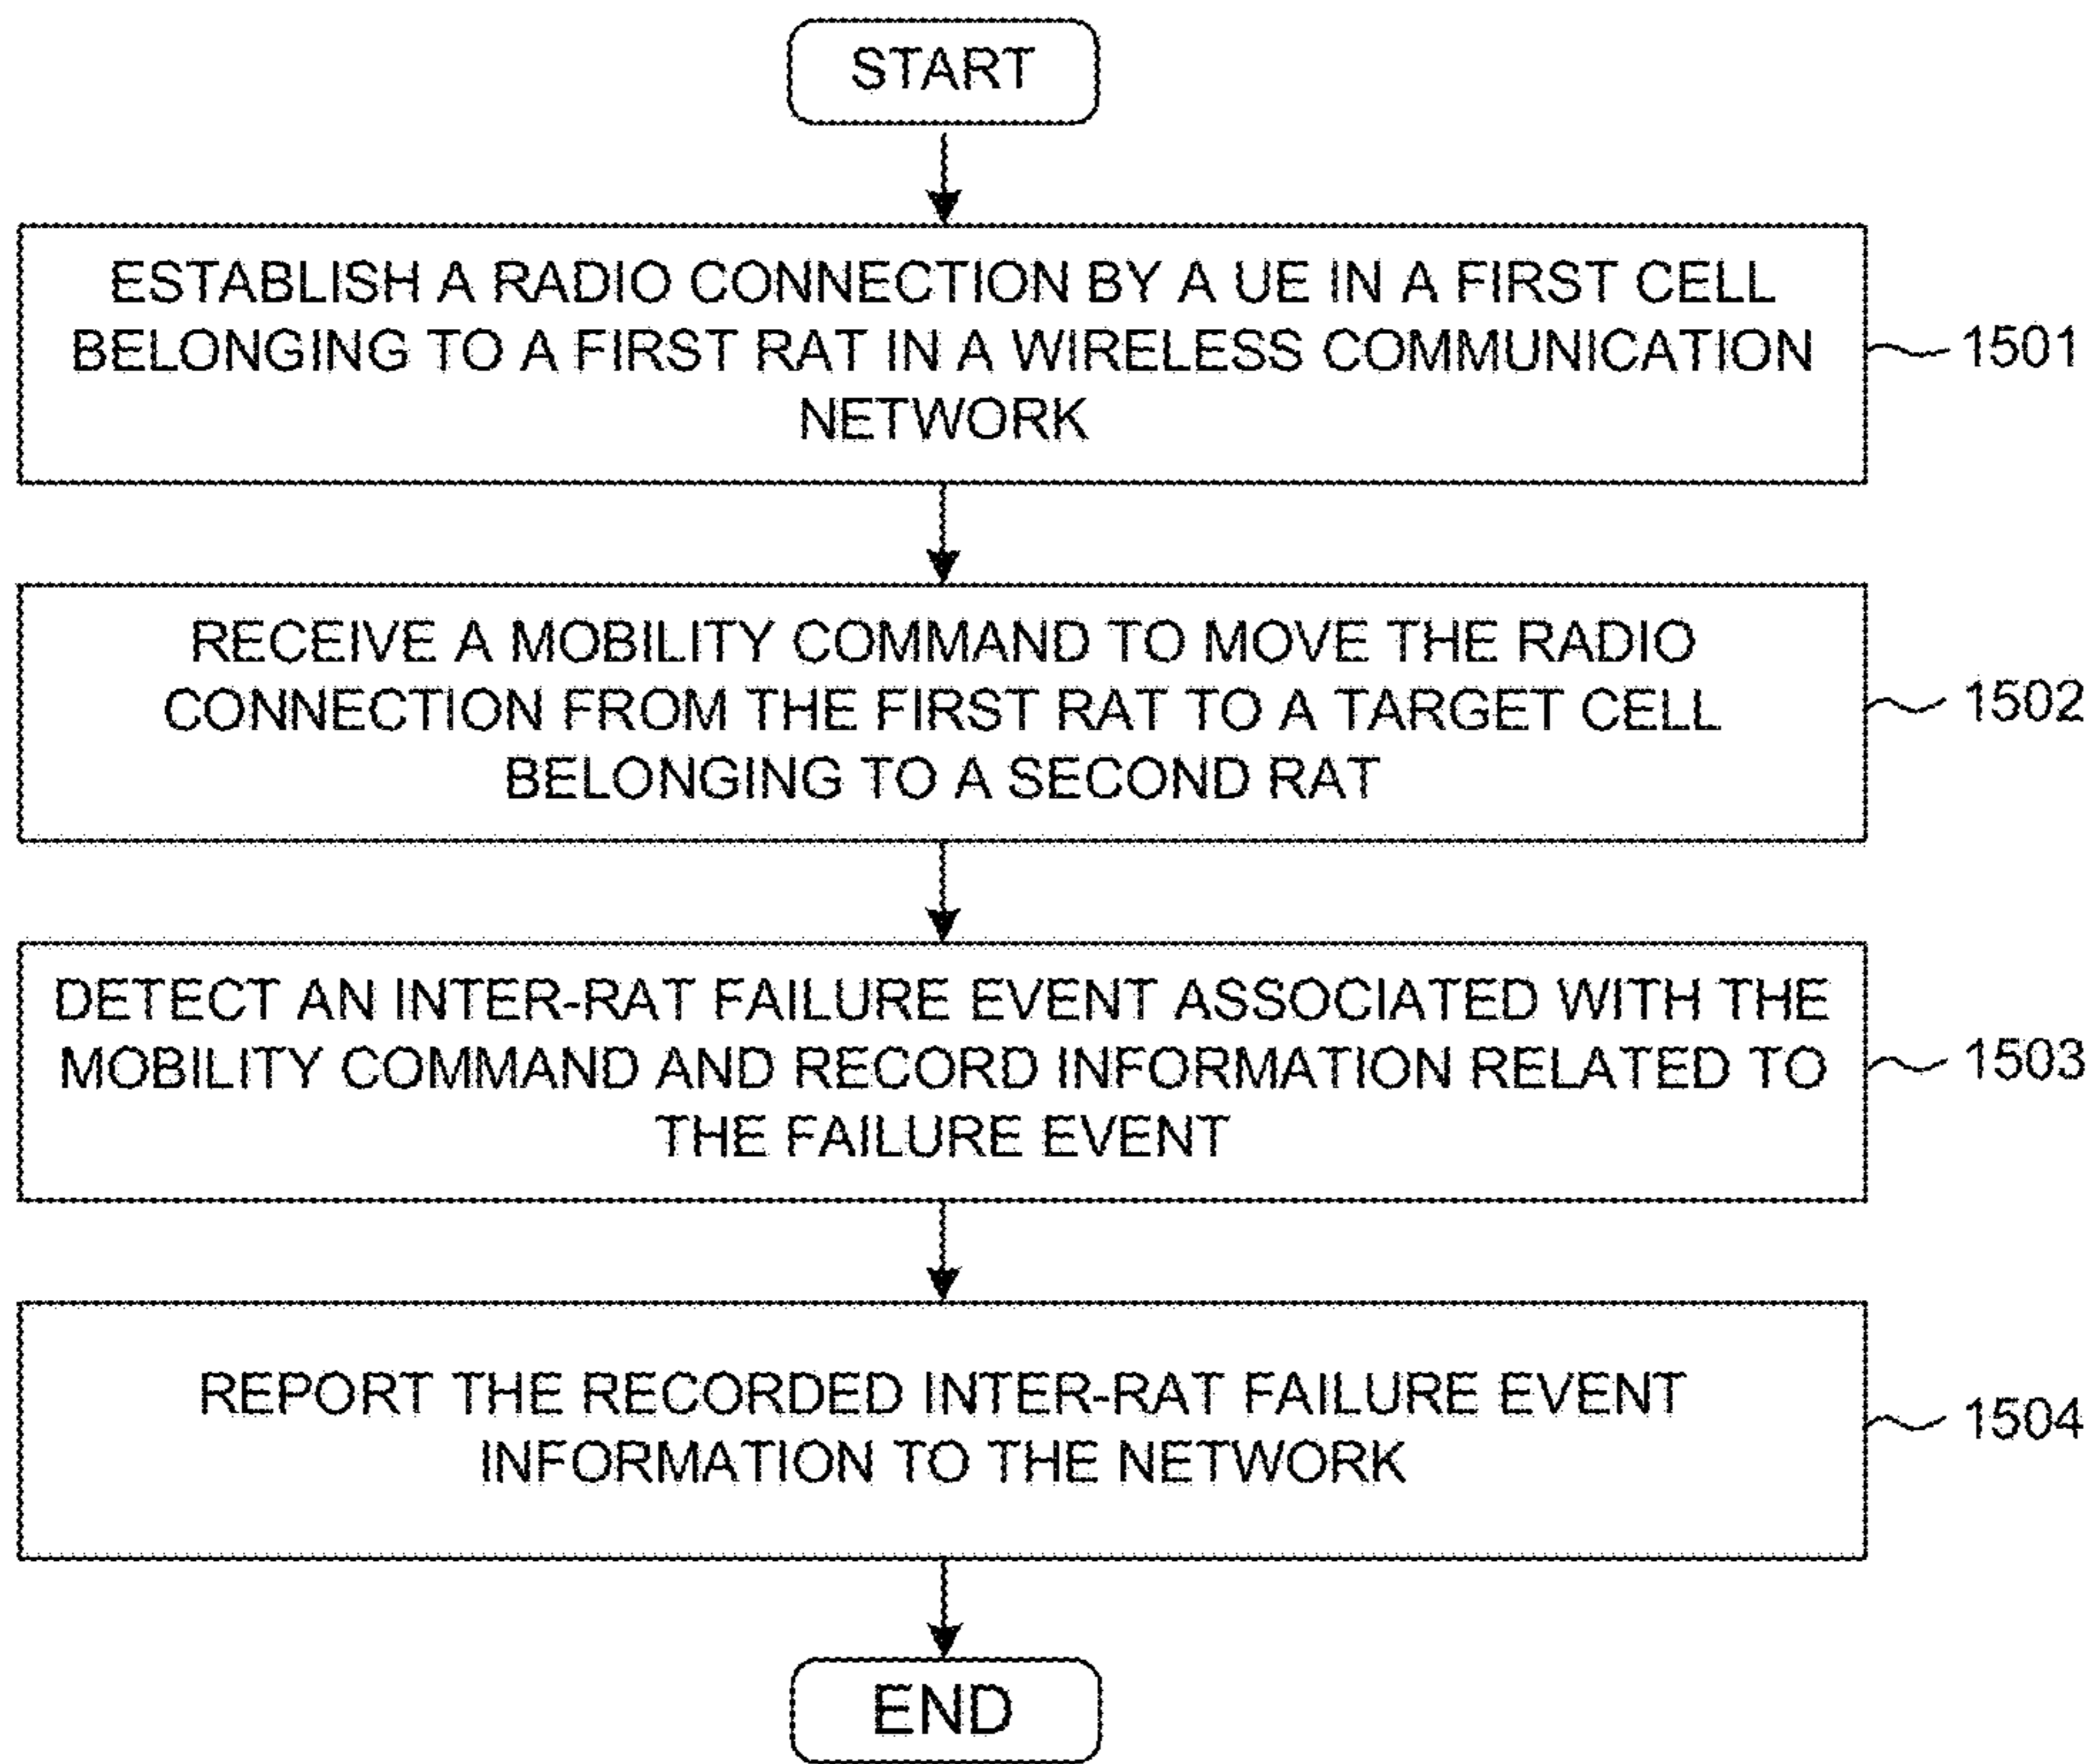 START
ESTABLISH A RADIO CONNECTION BY A UE IN A FIRST CELL
BELONGING TO A FIRST RAT IN A WIRELESS COMMUNICATION
NETWORK
1501
RECEIVE A MOBILITY COMMAND TO MOVE THE RADIO
CONNECTION FROM THE FIRST RAT TO A TARGET CELL
BELONGING TO A SECOND RAT
1502
DETECT AN INTER-RAT FAILURE EVENT ASSOCIATED WITH THE
MOBILITY COMMAND AND RECORD INFORMATION RELATED TO
THE FAILURE EVENT
1503
REPORT THE RECORDED INTER-RAT FAILURE EVENT
INFORMATION TO THE NETWORK
1504
END